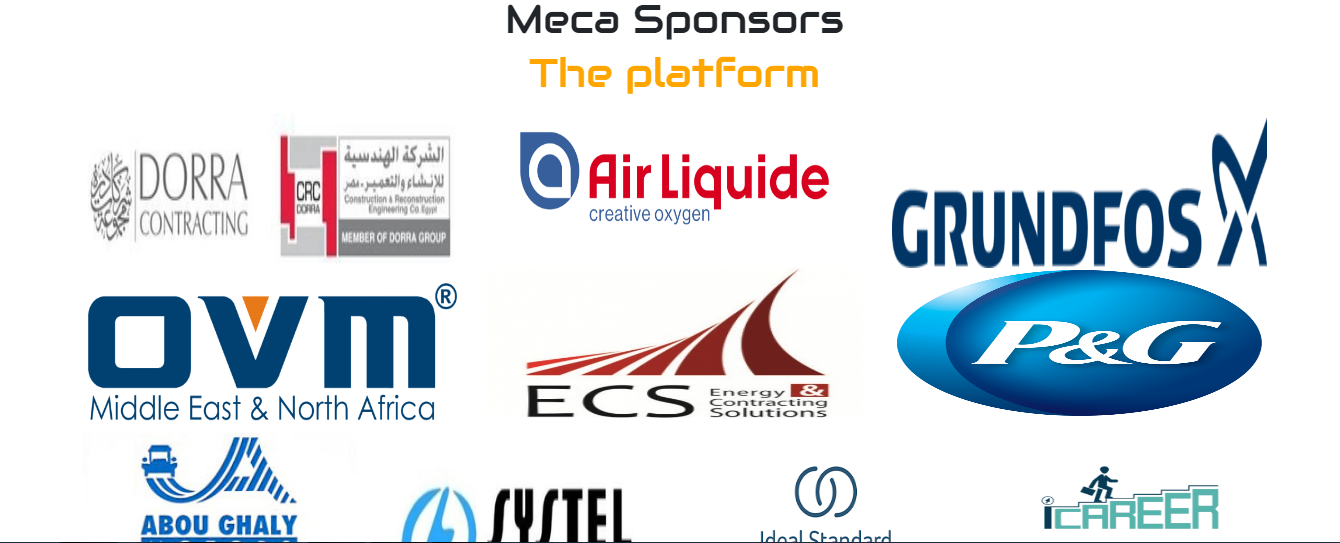 Meca Sponsors
The platform
DORRA
CONTRACTING
CRC
DORRA
الشركة الهندسية
للإنشاء والتعمير - مصر
Construction & Reconstruction
Engineering Co. Egypt
MEMBER OF DORRA GROUP
Air Liquide
creative oxygen
GRUNDFOS
OVM®
Middle East & North Africa
ECS Energy &
Contracting
Solutions
P&G
ABOU GHALY
SYSTEL
Ideal Standard
iCAREER